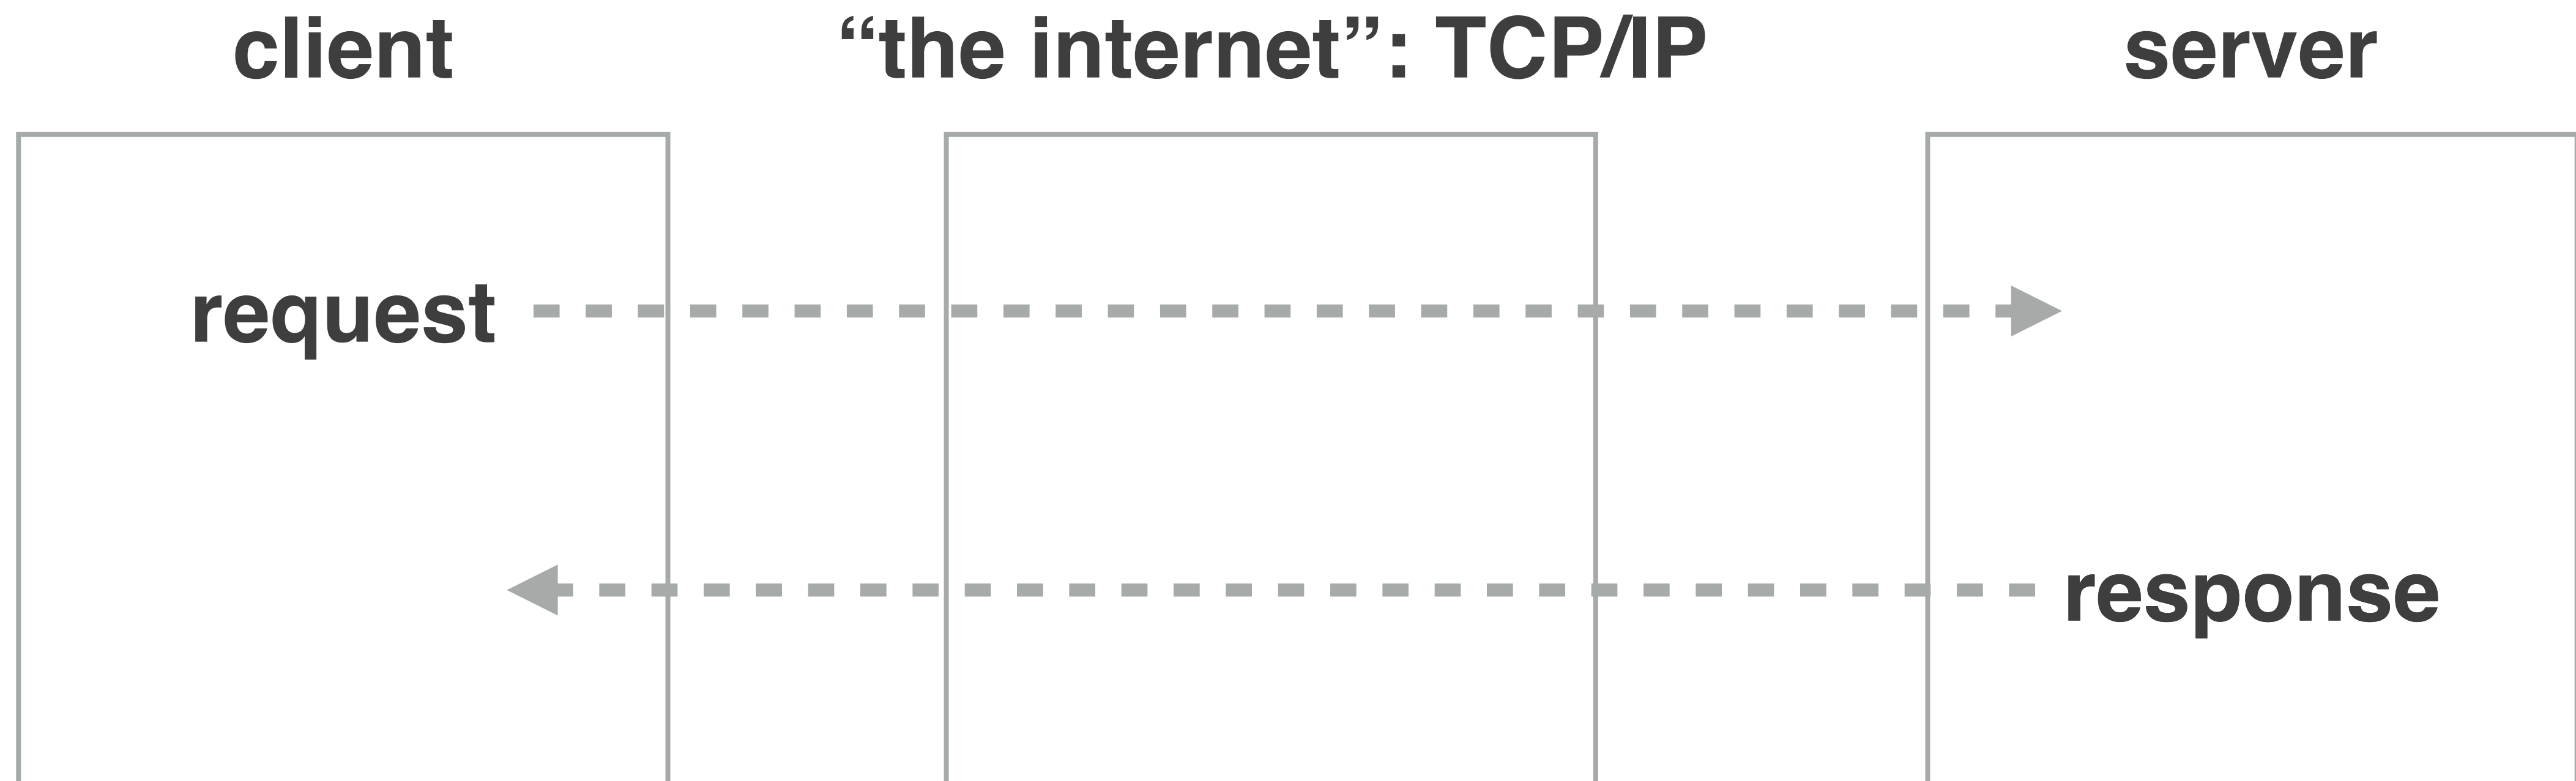 client
“the internet”: TCP/IP
server
request
response